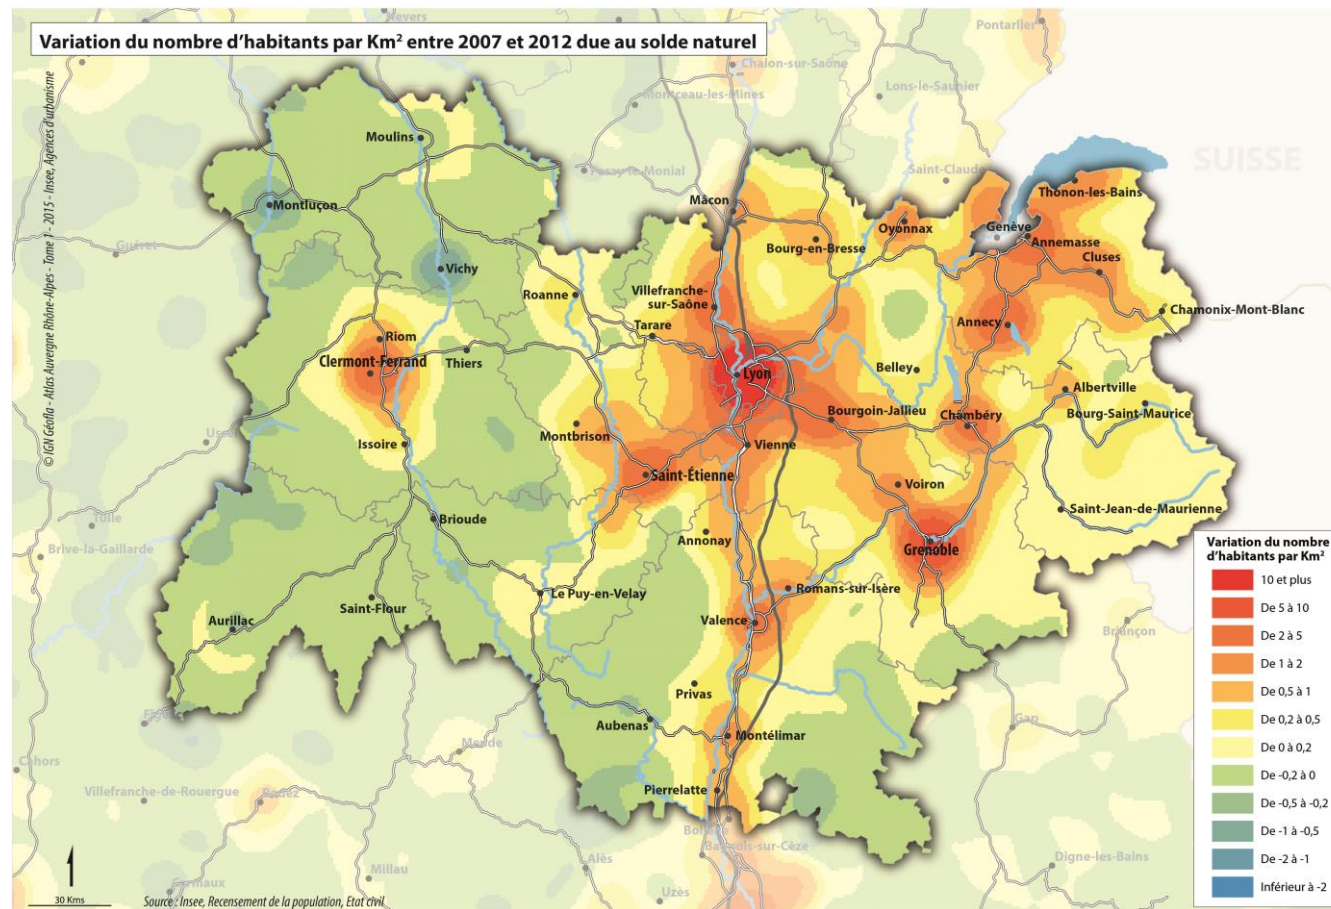 Nevers
Pontarlier
Variation du nombre d'habitants par Km² entre 2007 et 2012 due au solde naturel
Chalon-sur-Saône
Montceau-les-Mines
Lons-le-Saunier
© IGN Géofla - Atlas Auvergne Rhône-Alpes - Tome 1 - 2015 - Insee, Agences d'urbanisme
Moulins
SUISSE
Paray-le-Monial
Saint-Claude
Thonon-les-Bains
Montluçon
Mâcon
Genève
Oyonnax
Annemasse
Guéret
Bourg-en-Bresse
Cluses
Vichy
Roanne
Villefranche-
sur-Saône
Chamonix-Mont-Blanc
Tarare
Annecy
Riom
Clermont-Ferrand
Thiers
Lyon
Belley
Albertville
Bourg-Saint-Maurice
Bourgoin-Jallieu
Chambéry
Montbrison
Issoire
Vienne
Saint-Étienne
Voiron
Saint-Jean-de-Maurienne
Tulle
Brioude
Annonay
Grenoble
Brive-la-Gaillarde
Le Puy-en-Velay
Romans-sur-Isère
Saint-Flour
Aurillac
Valence
Briançon
Privas
Figeac
Aubenas
Montélimar
Gap
Mende
Cahors
Villefranche-de-Rouergue
Rodez
Pierrelatte
Bollène
Bagnols-sur-Cèze
Alès
Millau
Digne-les-Bains
Carmaux
Uzès
Variation du nombre
d'habitants par Km²
10 et plus
De 5 à 10
De 2 à 5
De 1 à 2
De 0,5 à 1
De 0,2 à 0,5
De 0 à 0,2
De -0,2 à 0
De -0,5 à -0,2
De -1 à -0,5
De -2 à -1
Inférieur à -2
30 Kms
Source : Insee, Recensement de la population, Etat civil